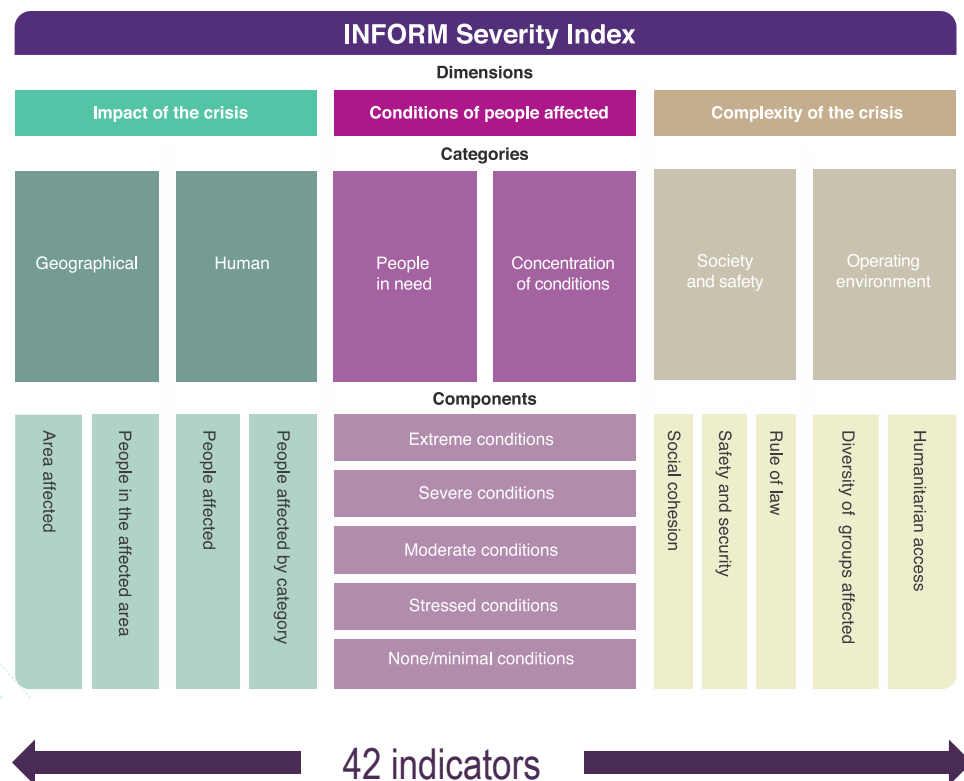 INFORM Severity Index
Dimensions
Impact of the crisis
Conditions of people affected
Complexity of the crisis
Categories
Geographical
Human
People
in need
Concentration
of conditions
Society
and safety
Operating
environment
Components
Area affected
People in the affected area
People affected
People affected by category
Extreme conditions
Severe conditions
Moderate conditions
Stressed conditions
None/minimal conditions
Social cohesion
Safety and security
Rule of law
Diversity of groups affected
Humanitarian access
42 indicators